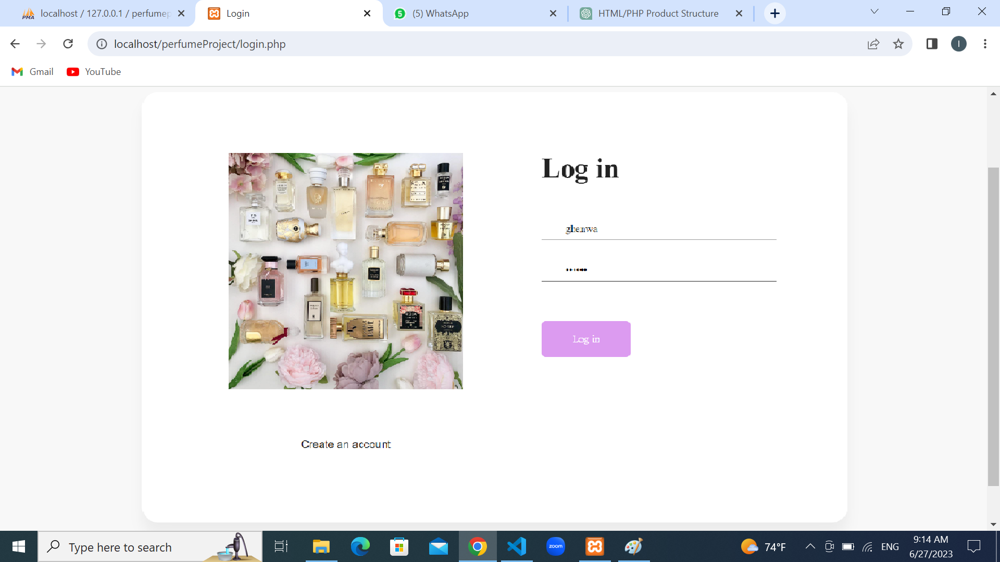 localhost / 127.0.0.1 / perfumep
Login
(5) WhatsApp
HTML/PHP Product Structure
localhost/perfumeProject/login.php
I
Gmail
YouTube
Log in
ghenwa
Log in
Create an account
Type here to search
zoom
74°F
ENG
9:14 AM
6/27/2023